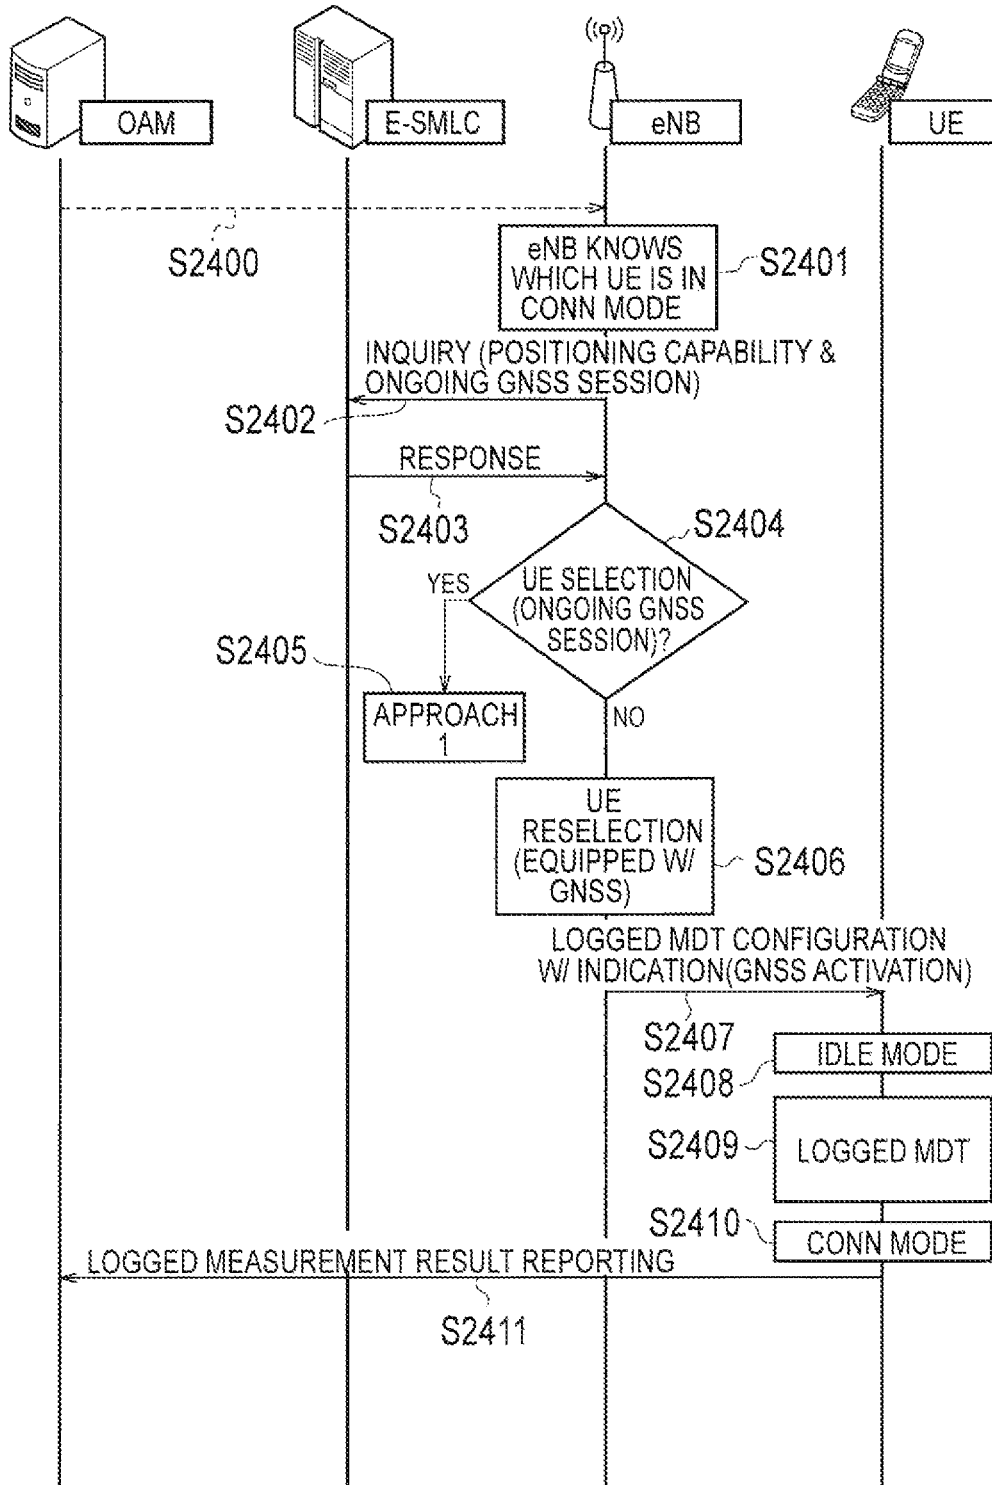 OAM
E-SMLC
eNB
UE
S2400
eNB KNOWS
WHICH UE IS IN
CONN MODE
S2401
INQUIRY (POSITIONING CAPABILITY &
ONGOING GNSS SESSION)
S2402
RESPONSE
S2403
S2404
YES
UE SELECTION
(ONGOING GNSS
SESSION)?
S2405
APPROACH
1
NO
UE
RESELECTION
(EQUIPPED W/
GNSS)
S2406
LOGGED MDT CONFIGURATION
W/ INDICATION(GNSS ACTIVATION)
S2407
IDLE MODE
S2408
S2409
LOGGED MDT
S2410
CONN MODE
LOGGED MEASUREMENT RESULT REPORTING
S2411